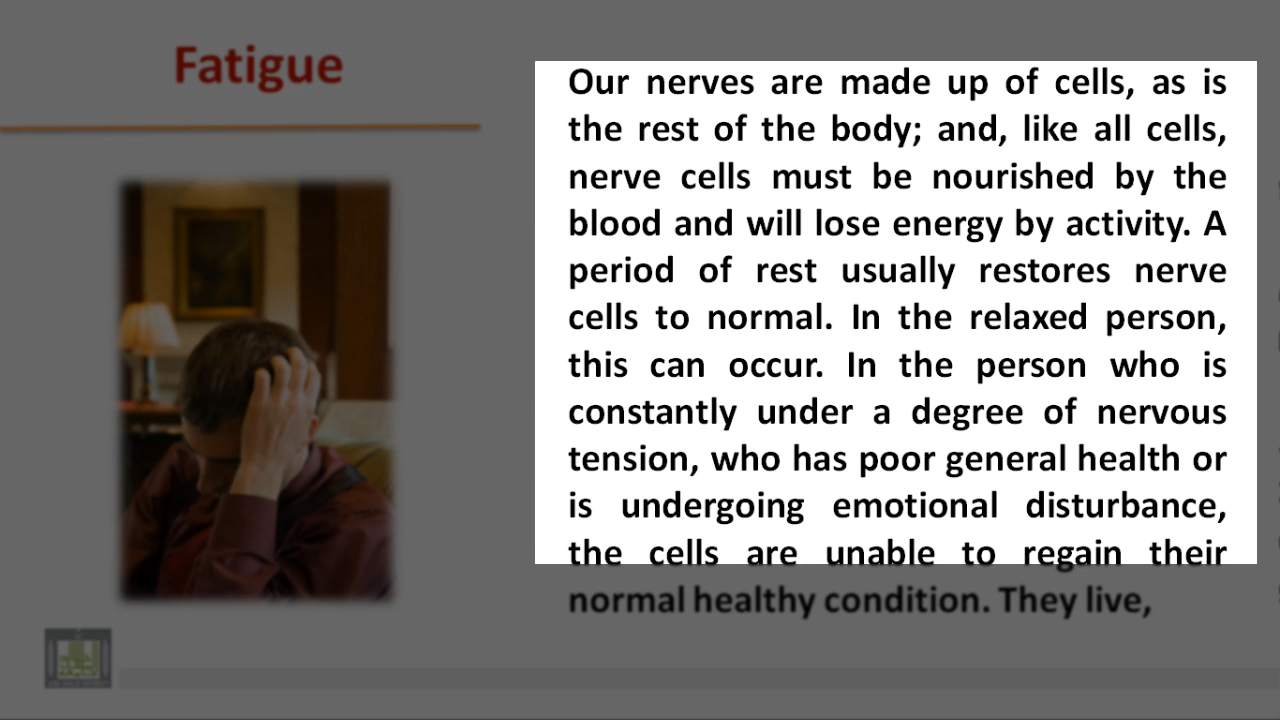 Fatigue
Our nerves are made up of cells, as is
the rest of the body; and, like all cells,
nerve cells must be nourished by the
blood and will lose energy by activity. A
period of rest usually restores nerve
cells to normal. In the relaxed person,
this can occur. In the person who is
constantly under a degree of nervous
tension, who has poor general health or
is undergoing emotional disturbance,
the cells are unable to regain their
normal healthy condition. They live,